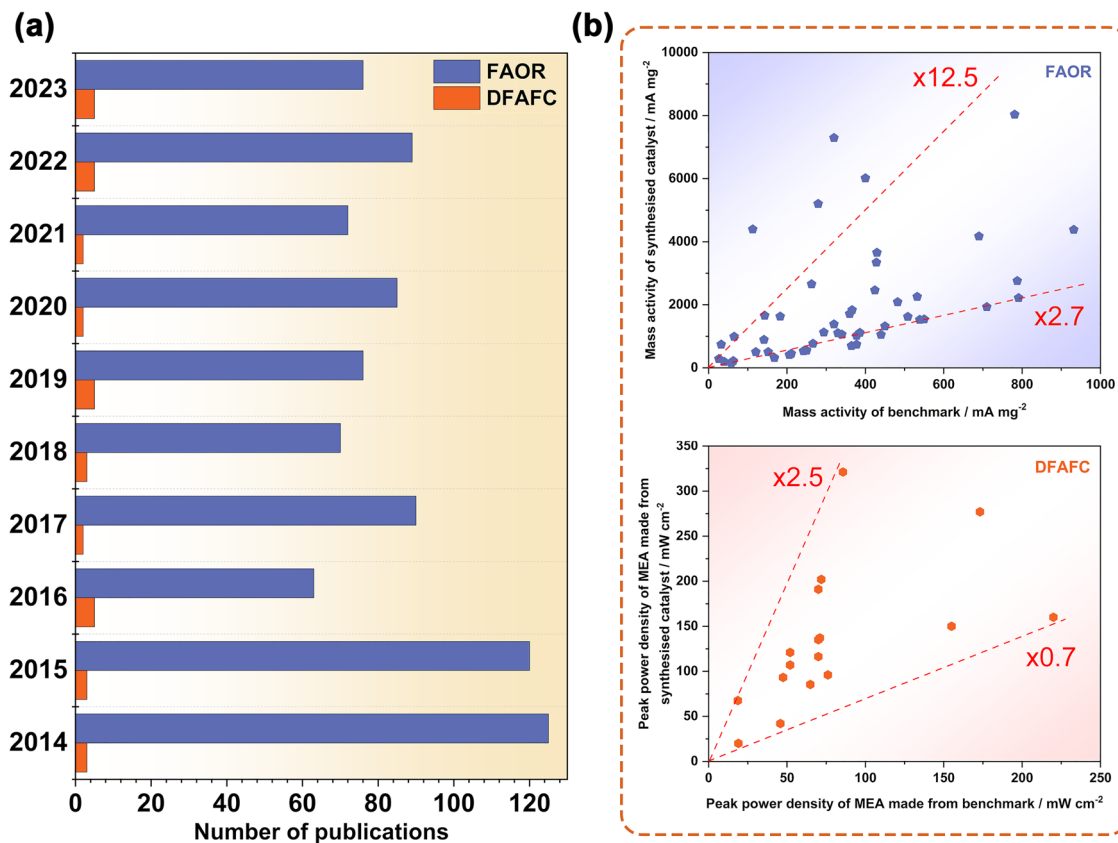 (a)
FAOR
DFAFC
2023
2022
2021
2020
2019
2018
2017
2016
2015
2014
0 20 40 60 80 100 120
Number of publications
(b)
10000
8000
6000
4000
2000
0
Mass activity of synthesised catalyst / mA mg⁻²
x12.5
FAOR
x2.7
0 200 400 600 800 1000
Mass activity of benchmark / mA mg⁻²
350
300
250
200
150
100
50
0
Peak power density of MEA made from
synthesised catalyst / mW cm⁻²
x2.5
DFAFC
x0.7
0 50 100 150 200 250
Peak power density of MEA made from benchmark / mW cm⁻²